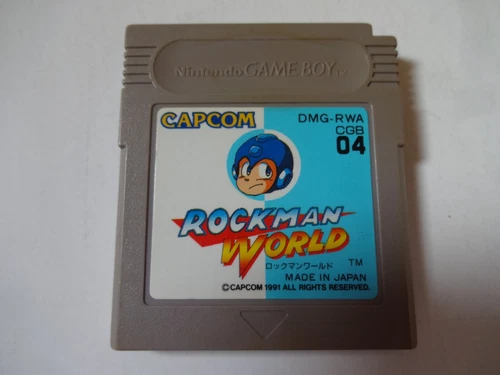 Nintendo GAME BOY TM
CAPCOM
DMG-RWA
CGB
04
ROCKMAN
WORLD
ロックマンワールド
TM
MADE IN JAPAN
©CAPCOM 1991 ALL RIGHTS RESERVED.